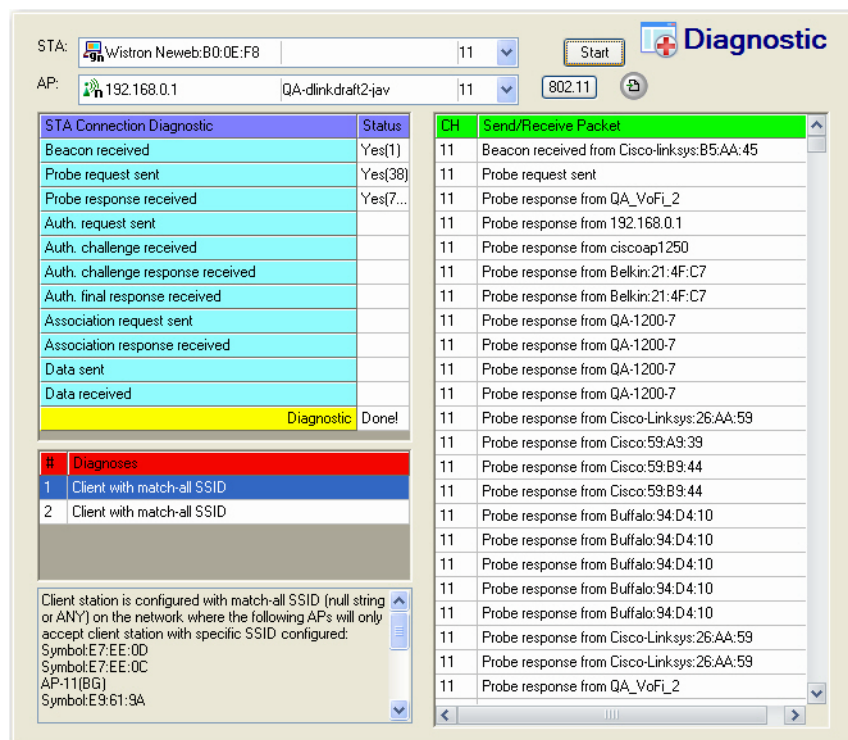 Diagnostic
STA: gn Wistron Neweb:B0:0E:F8 11 Start
AP: n 192.168.0.1 QA-dlinkdraft2-jav 11 802.11
STA Connection Diagnostic Status
Beacon received Yes(1)
Probe request sent Yes(38)
Probe response received Yes(7...
Auth. request sent
Auth. challenge received
Auth. challenge response received
Auth. final response received
Association request sent
Association response received
Data sent
Data received
Diagnostic Done!
# Diagnoses
1 Client with match-all SSID
2 Client with match-all SSID
Client station is configured with match-all SSID (null string
or ANY) on the network where the following APs will only
accept client station with specific SSID configured:
Symbol:E7:EE:0D
Symbol:E7:EE:0C
AP-11(BG)
Symbol:E9:61:9A
CH Send/Receive Packet
11 Beacon received from Cisco-linksys:B5:AA:45
11 Probe request sent
11 Probe response from QA_VoFi_2
11 Probe response from 192.168.0.1
11 Probe response from ciscoap1250
11 Probe response from Belkin:21:4F:C7
11 Probe response from Belkin:21:4F:C7
11 Probe response from QA-1200-7
11 Probe response from QA-1200-7
11 Probe response from QA-1200-7
11 Probe response from QA-1200-7
11 Probe response from Cisco-Linksys:26:AA:59
11 Probe response from Cisco:59:A9:39
11 Probe response from Cisco:59:B9:44
11 Probe response from Cisco:59:B9:44
11 Probe response from Buffalo:94:D4:10
11 Probe response from Buffalo:94:D4:10
11 Probe response from Buffalo:94:D4:10
11 Probe response from Buffalo:94:D4:10
11 Probe response from Buffalo:94:D4:10
11 Probe response from Cisco-Linksys:26:AA:59
11 Probe response from Cisco-Linksys:26:AA:59
11 Probe response from QA_VoFi_2